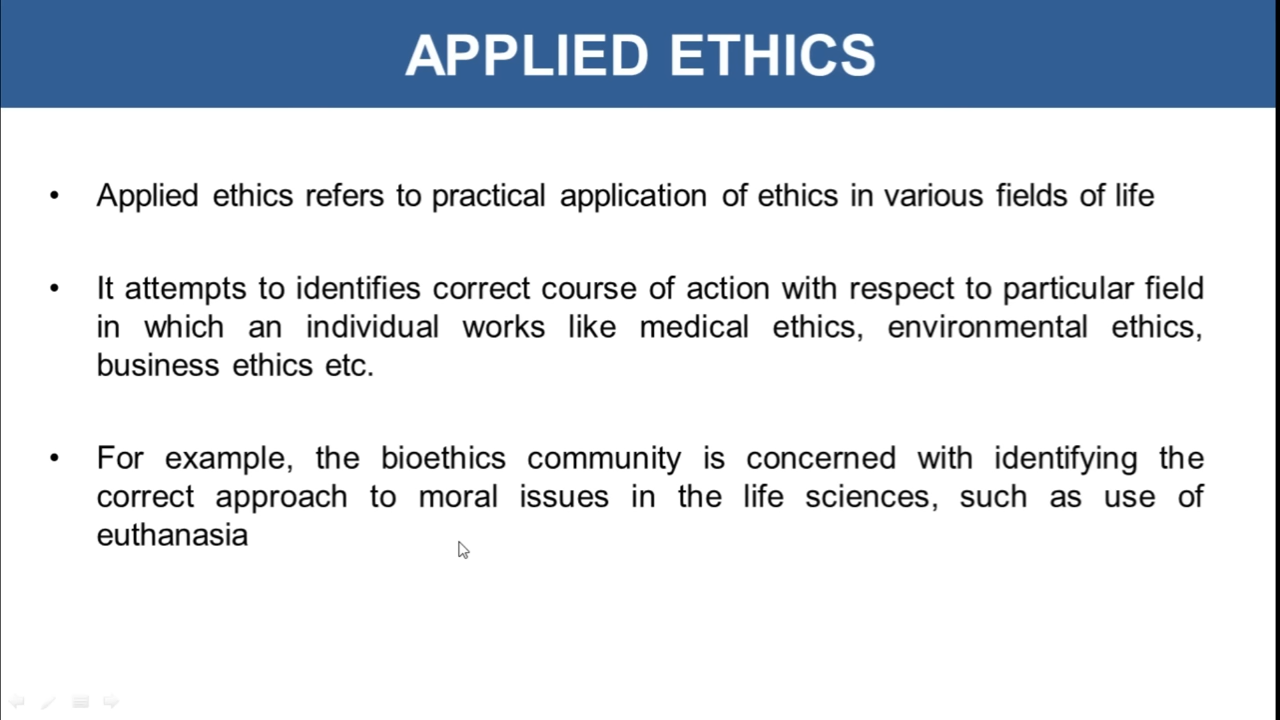 APPLIED ETHICS
• Applied ethics refers to practical application of ethics in various fields of life
• It attempts to identifies correct course of action with respect to particular field
in which an individual works like medical ethics, environmental ethics,
business ethics etc.
• For example, the bioethics community is concerned with identifying the
correct approach to moral issues in the life sciences, such as use of
euthanasia